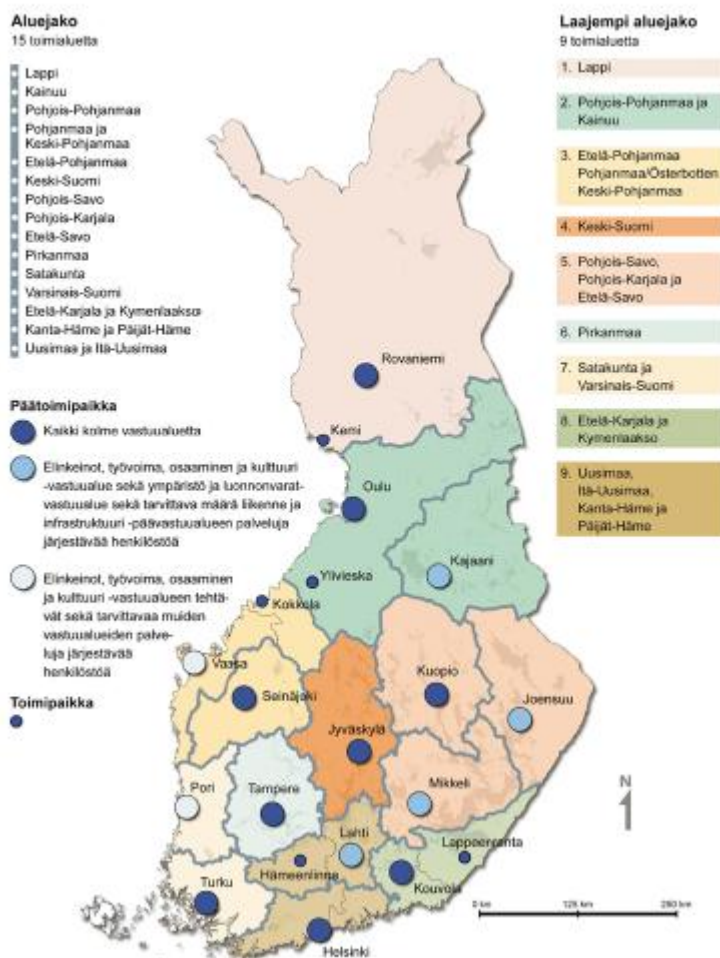 Aluejako
15 toimialuetta
Lappi
Kainuu
Pohjois-Pohjanmaa
Pohjanmaa ja
Keski-Pohjanmaa
Etelä-Pohjanmaa
Keski-Suomi
Pohjois-Savo
Pohjois-Karjala
Etelä-Savo
Pirkanmaa
Satakunta
Varsinais-Suomi
Etelä-Karjala ja Kymenlaakso
Kanta-Häme ja Päijät-Häme
Uusimaa ja Itä-Uusimaa
Päätoimipaikka
Kaikki kolme vastuualuetta
Elinkeinot, työvoima, osaaminen ja kulttuuri
-vastuualue sekä ympäristö ja luonnonvarat-
vastuualue sekä tarvittava määrä liikenne ja
infrastruktuuri -päävastuualueen palveluja
järjestävää henkilöstöä
Elinkeinot, työvoima, osaaminen
ja kulttuuri -vastuualueen tehtä-
vät sekä tarvittavaa muiden
vastuualueiden palve-
luja järjestävää
henkilöstöä
Toimipaikka
Laajempi aluejako
9 toimialuetta
1. Lappi
2. Pohjois-Pohjanmaa ja
Kainuu
3. Etelä-Pohjanmaa
Pohjanmaa/Österbotten
Keski-Pohjanmaa
4. Keski-Suomi
5. Pohjois-Savo,
Pohjois-Karjala ja
Etelä-Savo
6. Pirkanmaa
7. Satakunta ja
Varsinais-Suomi
8. Etelä-Karjala ja
Kymenlaakso
9. Uusimaa,
Itä-Uusimaa,
Kanta-Häme ja
Päijät-Häme
Rovaniemi
Kemi
Oulu
Kajaani
Ylivieska
Kokkola
Vaasa
Seinäjoki
Kuopio
Joensuu
Jyväskylä
Mikkeli
Pori
Tampere
Lahti
Lappeenranta
Hämeenlinna
Kouvola
Turku
Helsinki
N
0 km
125 km
250 km